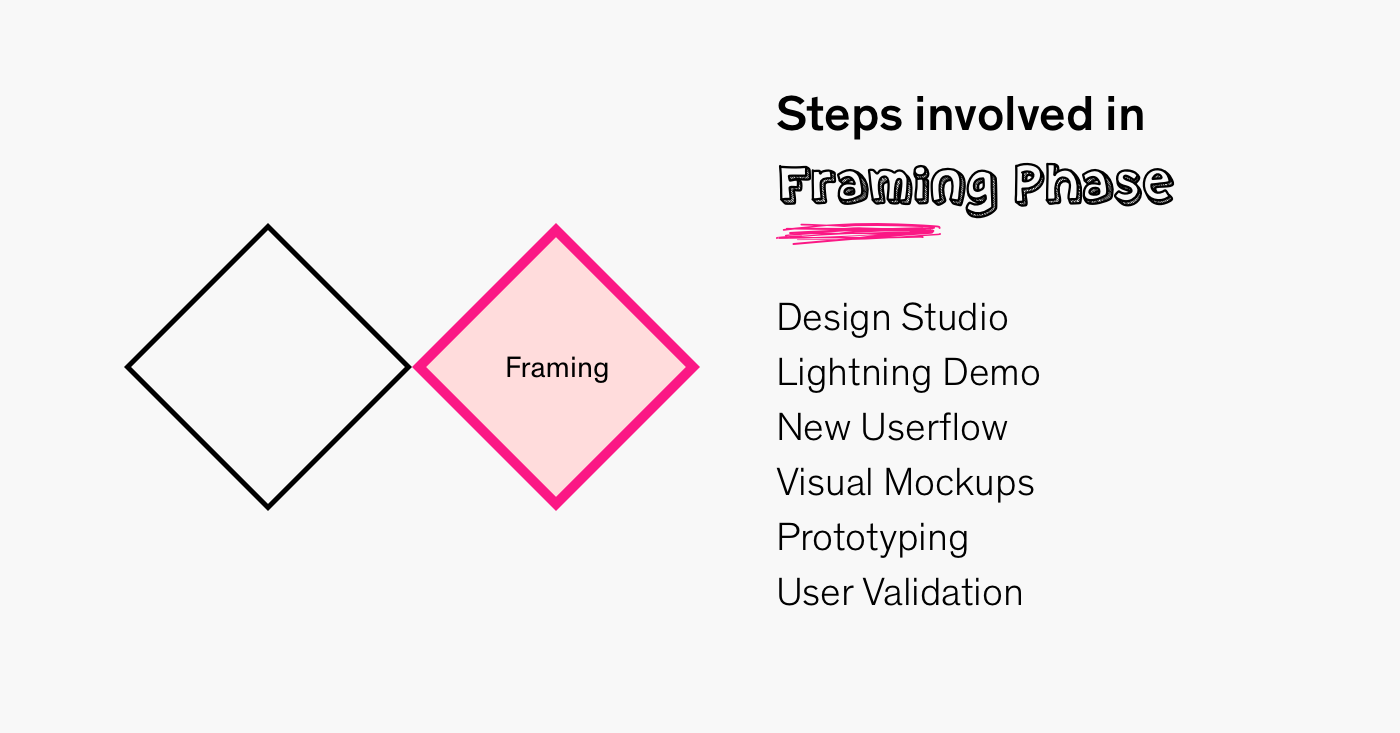 Steps involved in
Framing Phase
Framing
Design Studio
Lightning Demo
New Userflow
Visual Mockups
Prototyping
User Validation